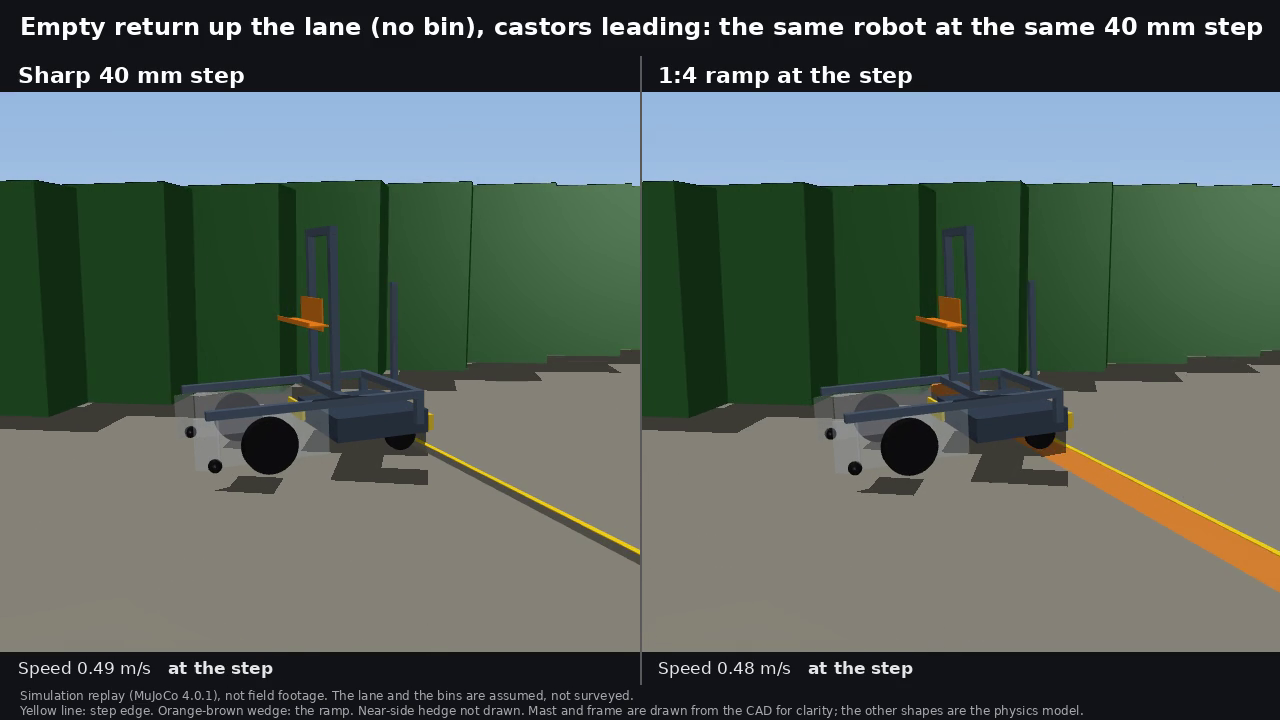 Empty return up the lane (no bin), castors leading: the same robot at the same 40 mm step
Sharp 40 mm step
1:4 ramp at the step
Speed 0.49 m/s at the step
Speed 0.48 m/s at the step
Simulation replay (MuJoCo 4.0.1), not field footage. The lane and the bins are assumed, not surveyed.
Yellow line: step edge. Orange-brown wedge: the ramp. Near-side hedge not drawn. Mast and frame are drawn from the CAD for clarity; the other shapes are the physics model.